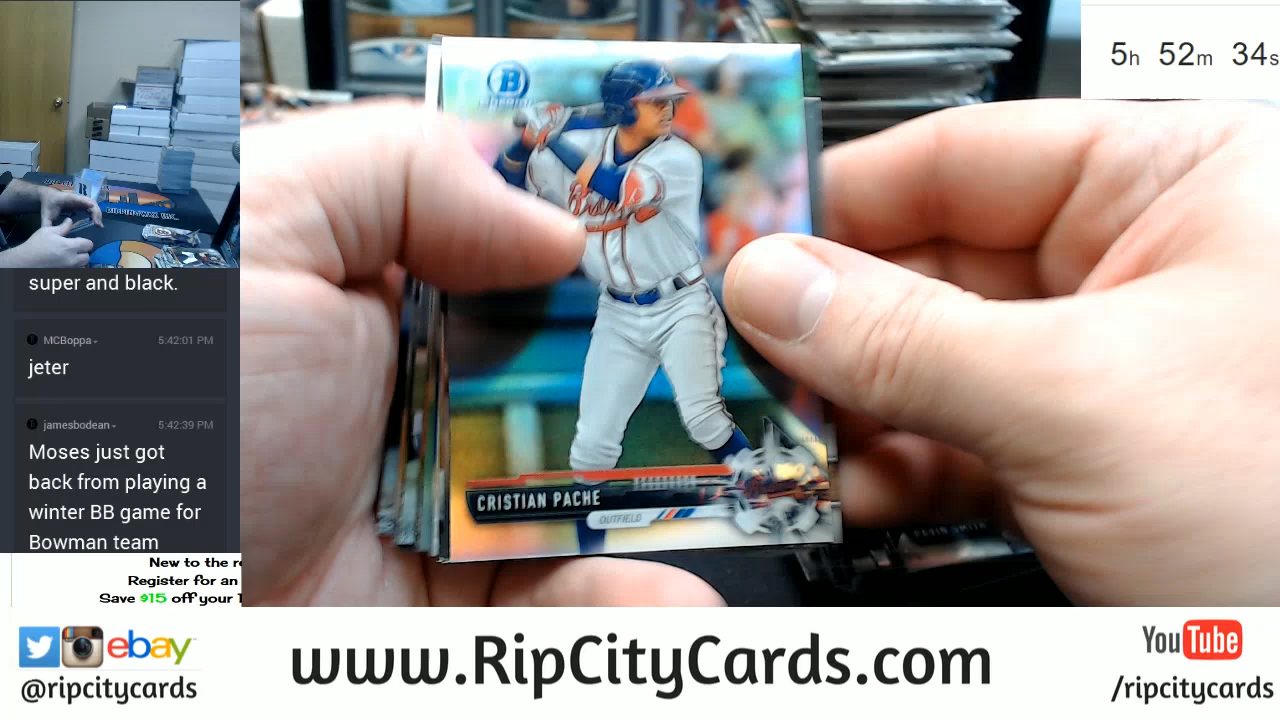 5h 52m 34s
B
Braves
CRISTIAN PACHE
OUTFIELD
super and black.
MCBoppa 5:42:01 PM
jeter
jamesbodean 5:42:39 PM
Moses just got
back from playing a
winter BB game for
Bowman team
New to the r
Register for an
Save $15 off your
ebay
@ripcitycards
www.RipCityCards.com
YouTube
/ripcitycards